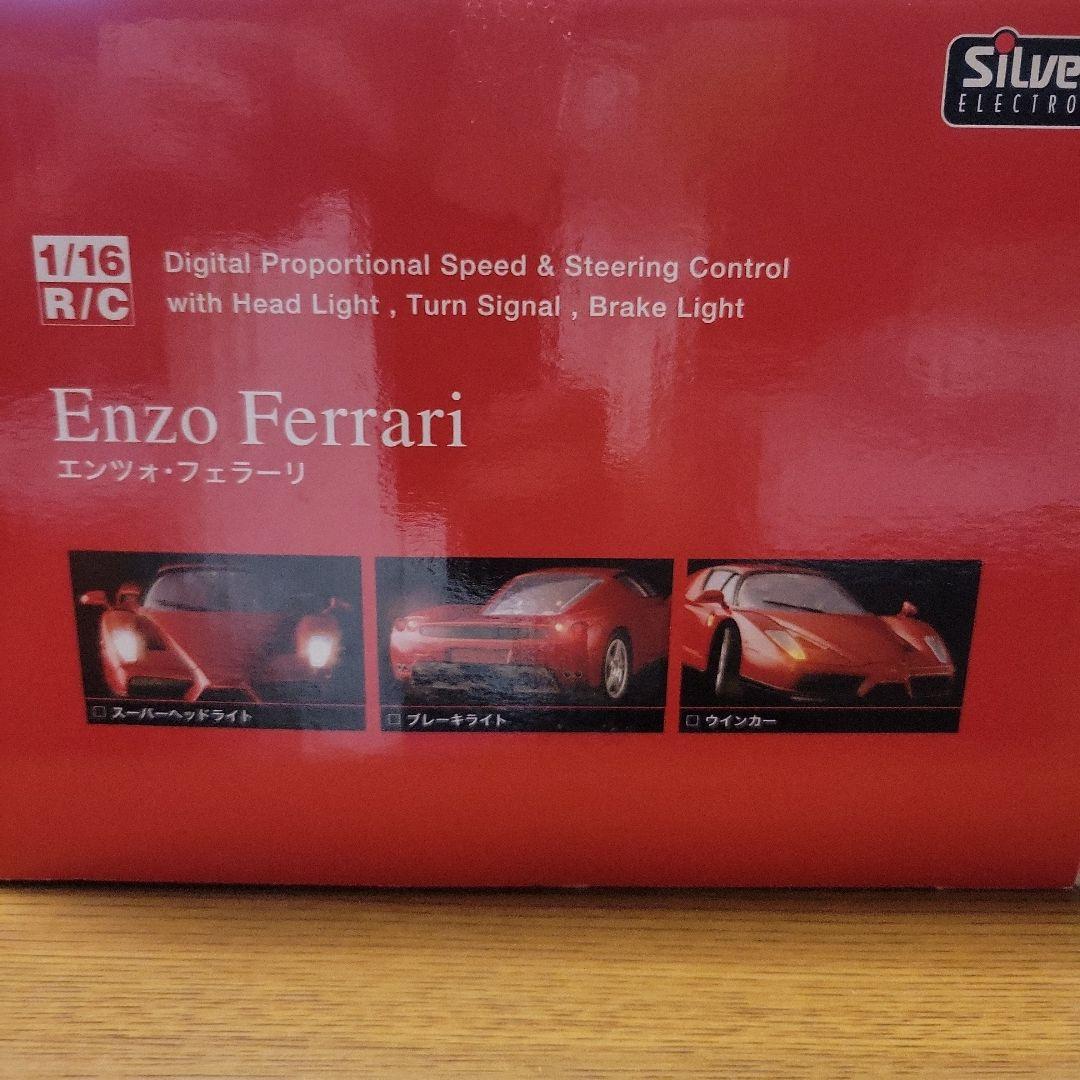 Silve
ELECTRO
1/16
R/C
Digital Proportional Speed & Steering Control
with Head Light , Turn Signal , Brake Light
Enzo Ferrari
エンツォ・フェラーリ
スーパーヘッドライト
ブレーキライト
ウインカー